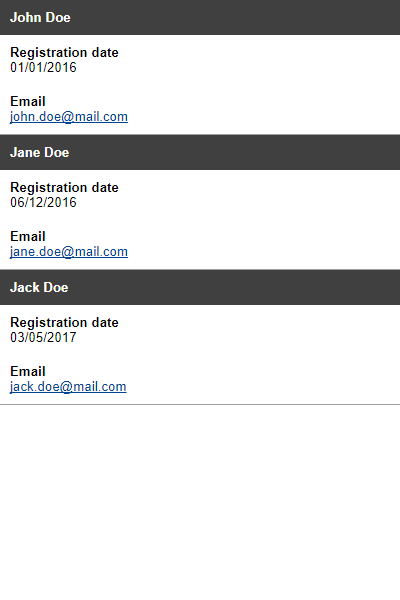 John Doe
Registration date
01/01/2016
Email
john.doe@mail.com
Jane Doe
Registration date
06/12/2016
Email
jane.doe@mail.com
Jack Doe
Registration date
03/05/2017
Email
jack.doe@mail.com